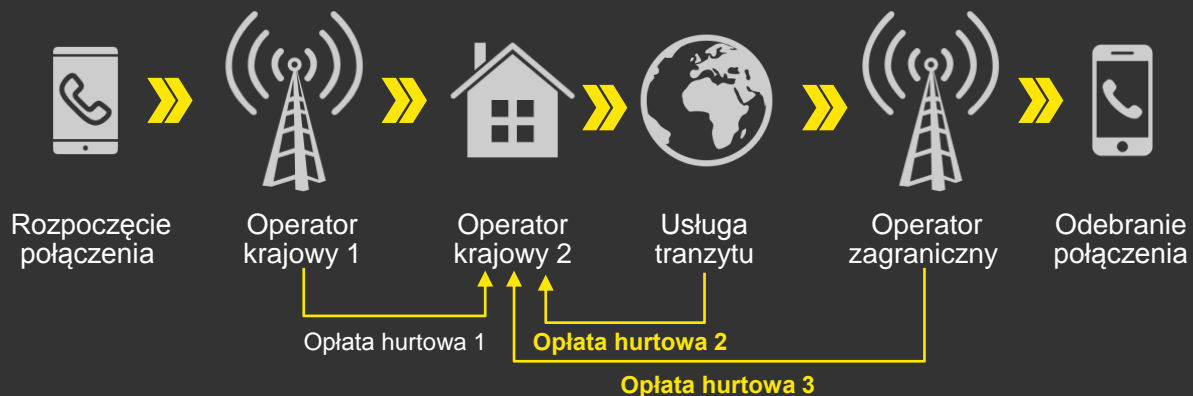 Rozpoczęcie
połączenia
Operator
krajowy 1
Operator
krajowy 2
Usługa
tranzytu
Operator
zagraniczny
Odebranie
połączenia
Opłata hurtowa 1
Opłata hurtowa 2
Opłata hurtowa 3